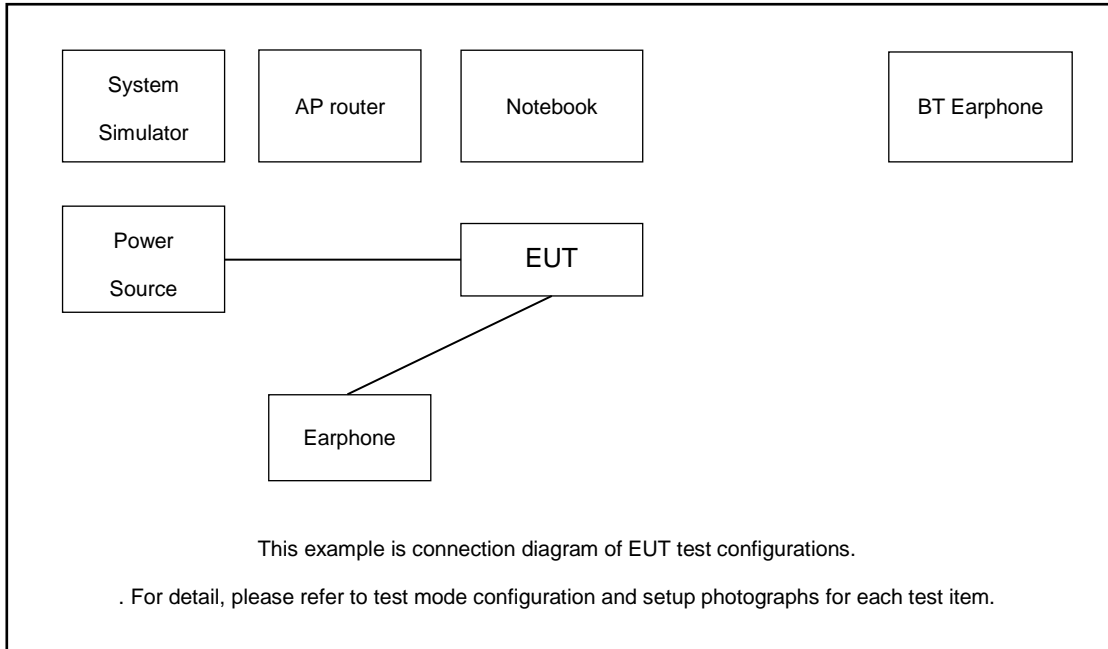 System
Simulator
AP router
Notebook
BT Earphone
Power
Source
EUT
Earphone
This example is connection diagram of EUT test configurations.
. For detail, please refer to test mode configuration and setup photographs for each test item.